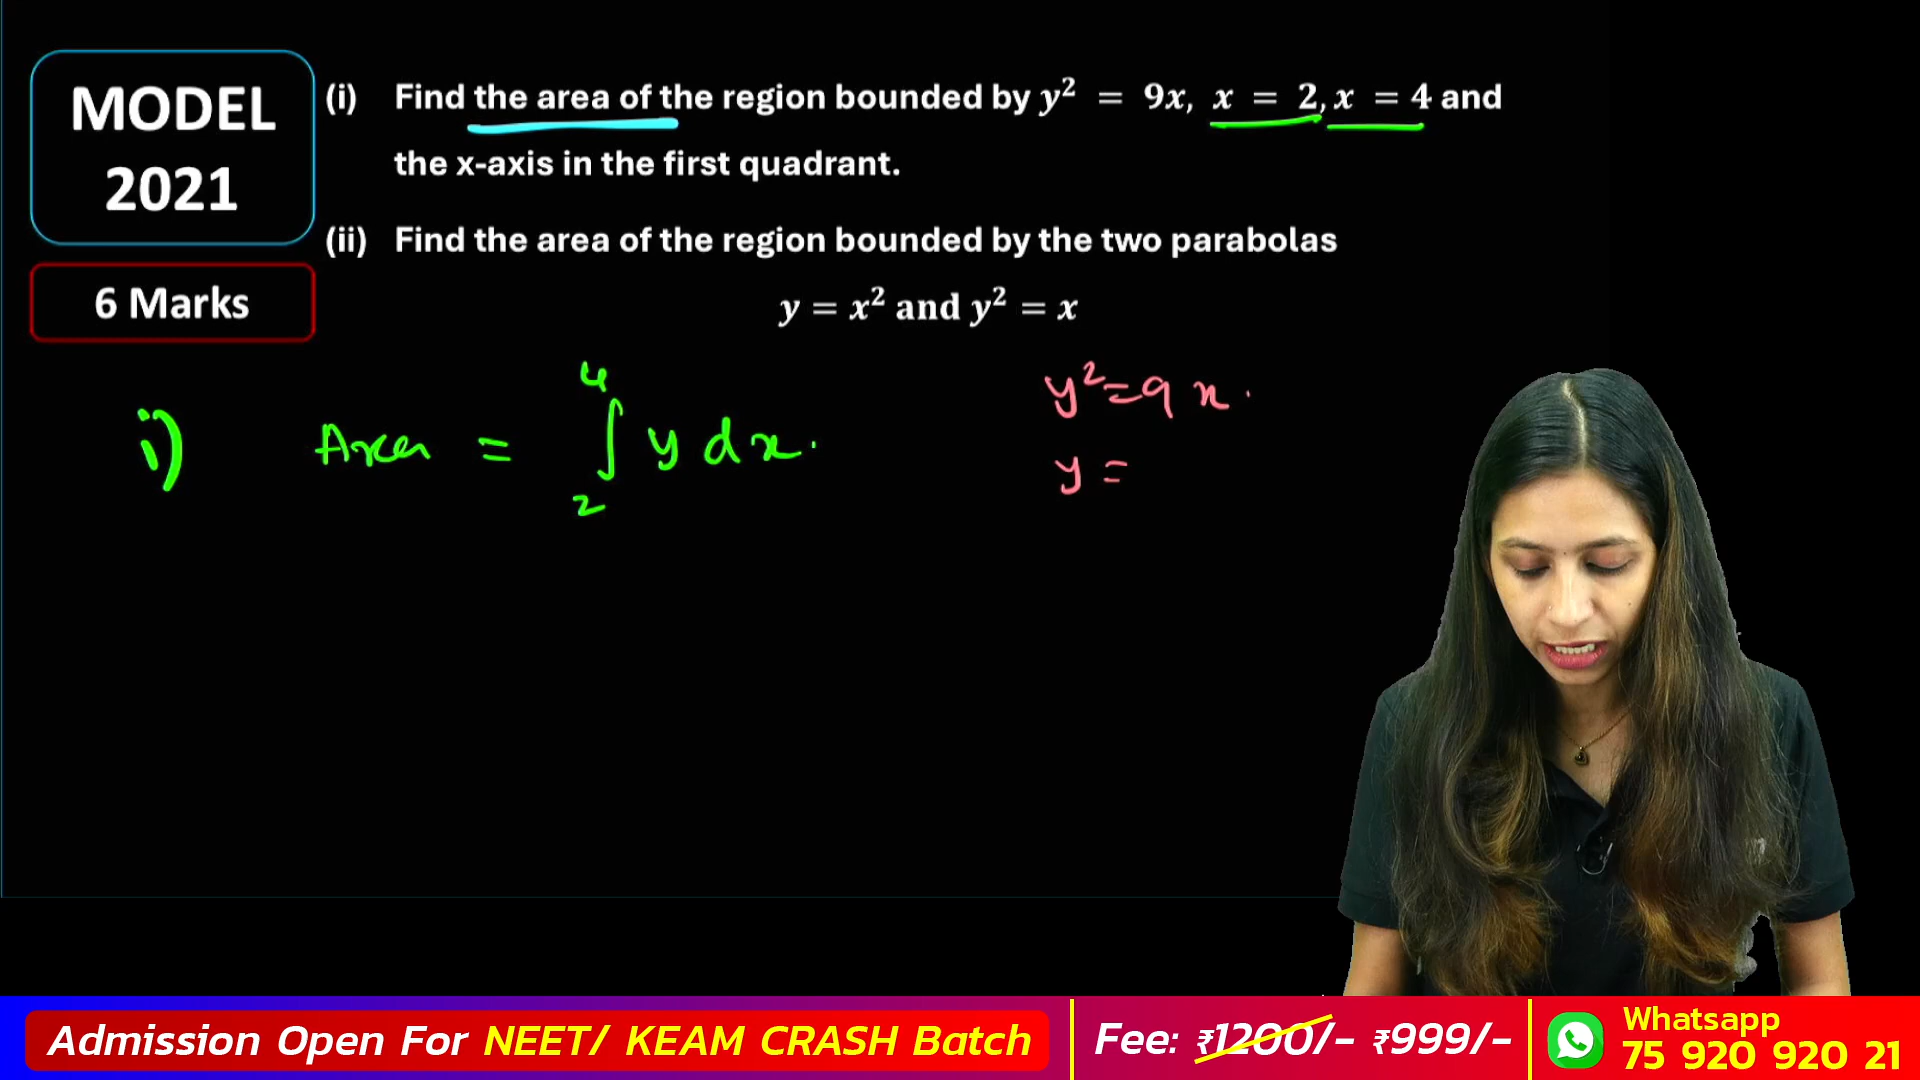 MODEL
2021
6 Marks
(i) Find the area of the region bounded by y² = 9x, x = 2, x = 4 and
the x-axis in the first quadrant.
(ii) Find the area of the region bounded by the two parabolas
y = x² and y² = x
i) Area = ∫₂⁴ y dx.
y² = 9x.
y =
Admission Open For NEET/ KEAM CRASH Batch
Fee: ₹1200/- ₹999/-
Whatsapp
75 920 920 21